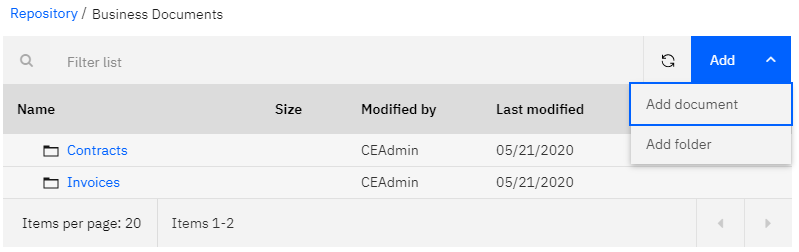 Repository / Business Documents
Filter list
Add
Add document
Add folder
Name Size Modified by Last modified
Contracts CEAdmin 05/21/2020
Invoices CEAdmin 05/21/2020
Items per page: 20 Items 1-2